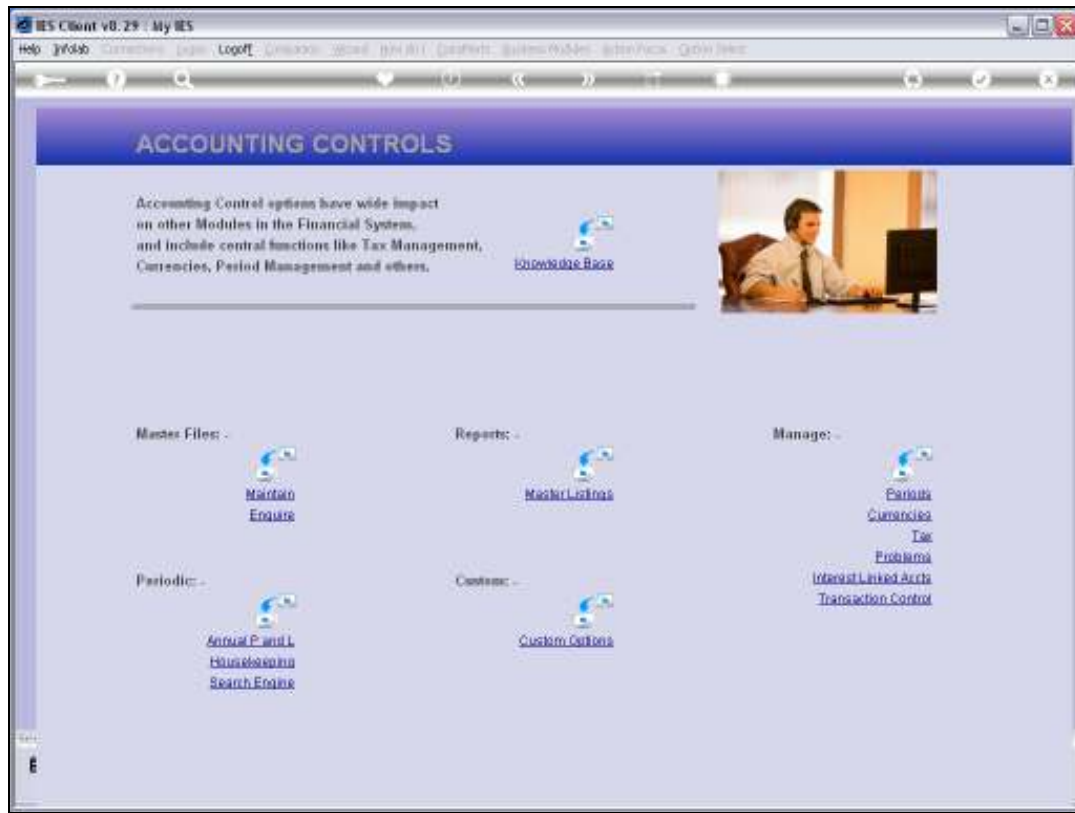 IES Client v8.29 : My IES
Help Infolab Logoff
ACCOUNTING CONTROLS
Accounting Control options have wide impact
on other Modules in the Financial System,
and include central functions like Tax Management,
Currencies, Period Management and others.
Knowledge Base
Master Files: -
Maintain
Enquire
Reports: -
Master Listings
Manage: -
Periods
Currencies
Tax
Problems
Interest Linked Accts
Transaction Control
Periodic: -
Annual P and L
Housekeeping
Search Engine
Custom: -
Custom Options